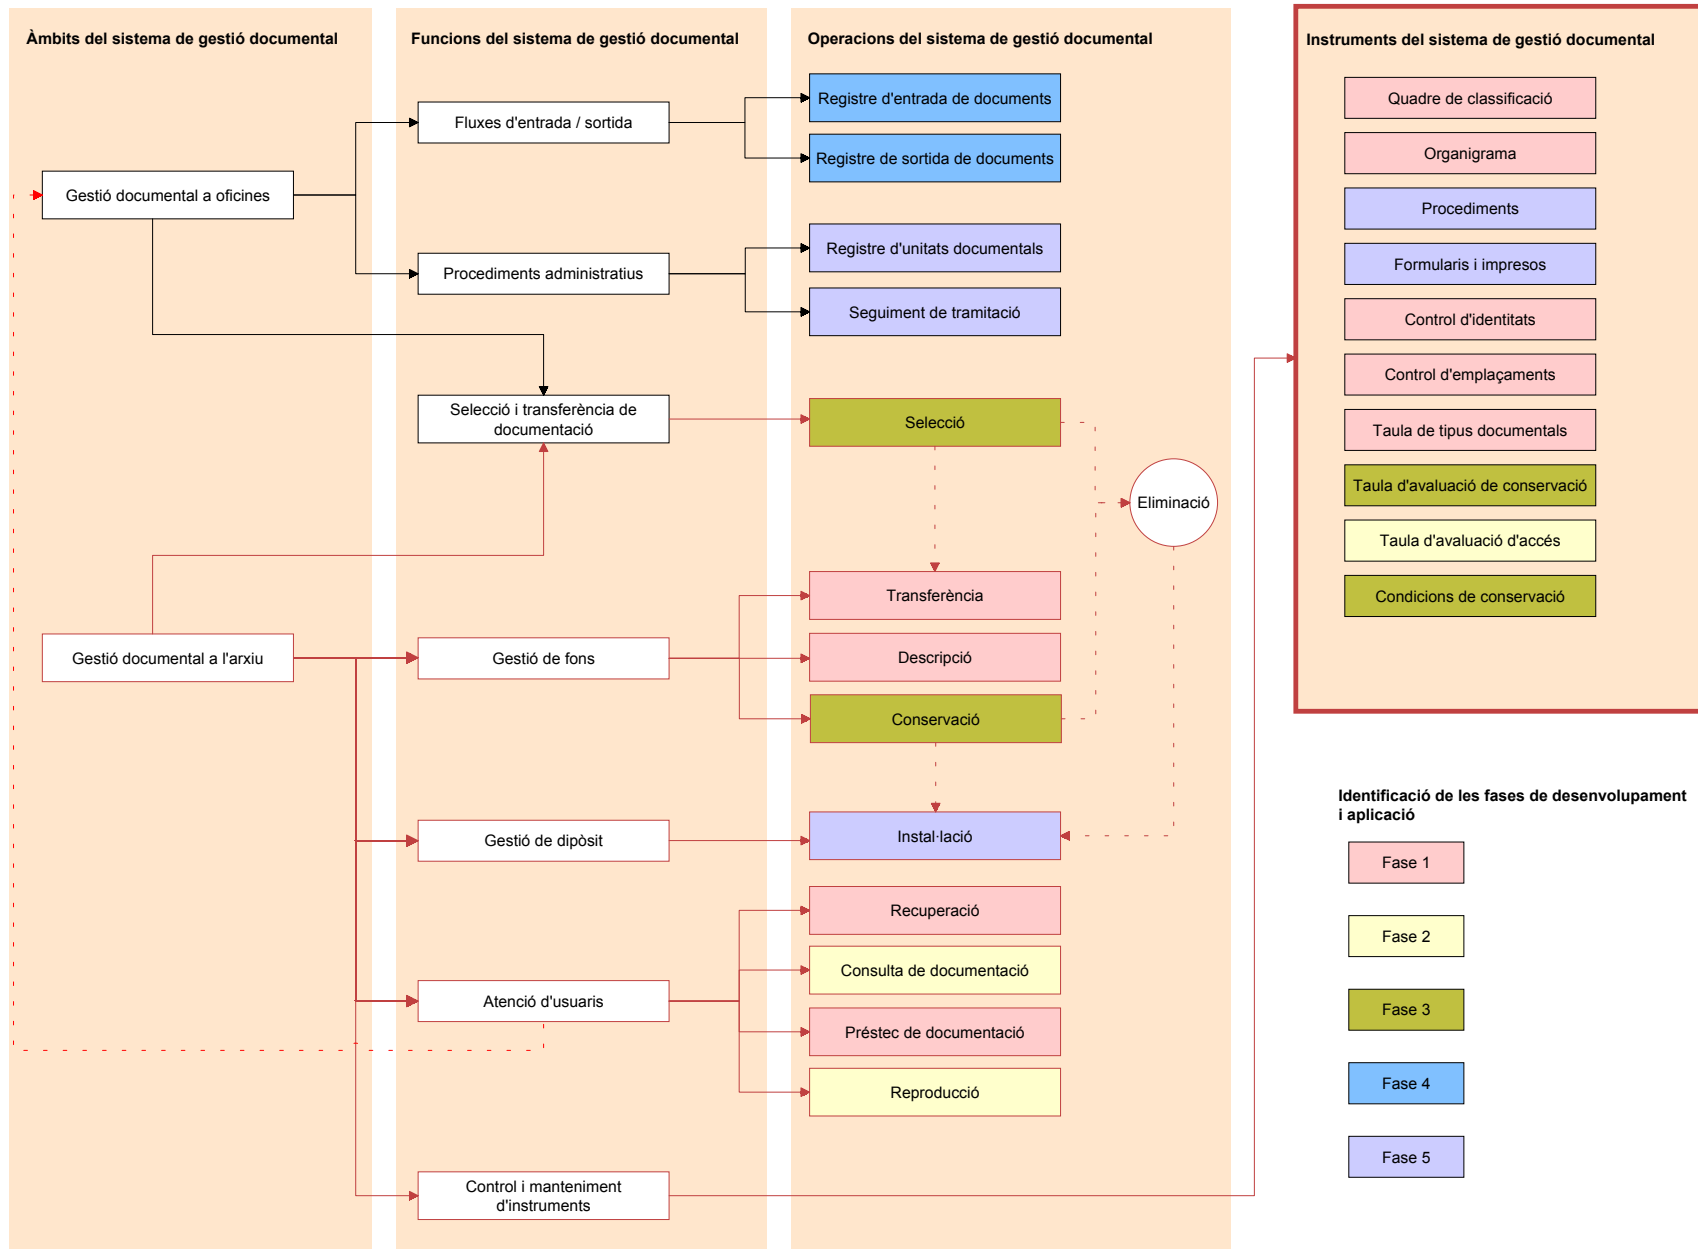 Àmbits del sistema de gestió documental
Gestió documental a oficines
Gestió documental a l'arxiu
Funcions del sistema de gestió documental
Fluxes d'entrada / sortida
Procediments administratius
Selecció i transferència de
documentació
Gestió de fons
Gestió de dipòsit
Atenció d'usuaris
Control i manteniment
d'instruments
Operacions del sistema de gestió documental
Registre d'entrada de documents
Registre de sortida de documents
Registre d'unitats documentals
Seguiment de tramitació
Selecció
Eliminació
Transferència
Descripció
Conservació
Instal·lació
Recuperació
Consulta de documentació
Préstec de documentació
Reproducció
Instruments del sistema de gestió documental
Quadre de classificació
Organigrama
Procediments
Formularis i impresos
Control d'identitats
Control d'emplaçaments
Taula de tipus documentals
Taula d'avaluació de conservació
Taula d'avaluació d'accés
Condicions de conservació
Identificació de les fases de desenvolupament
i aplicació
Fase 1
Fase 2
Fase 3
Fase 4
Fase 5